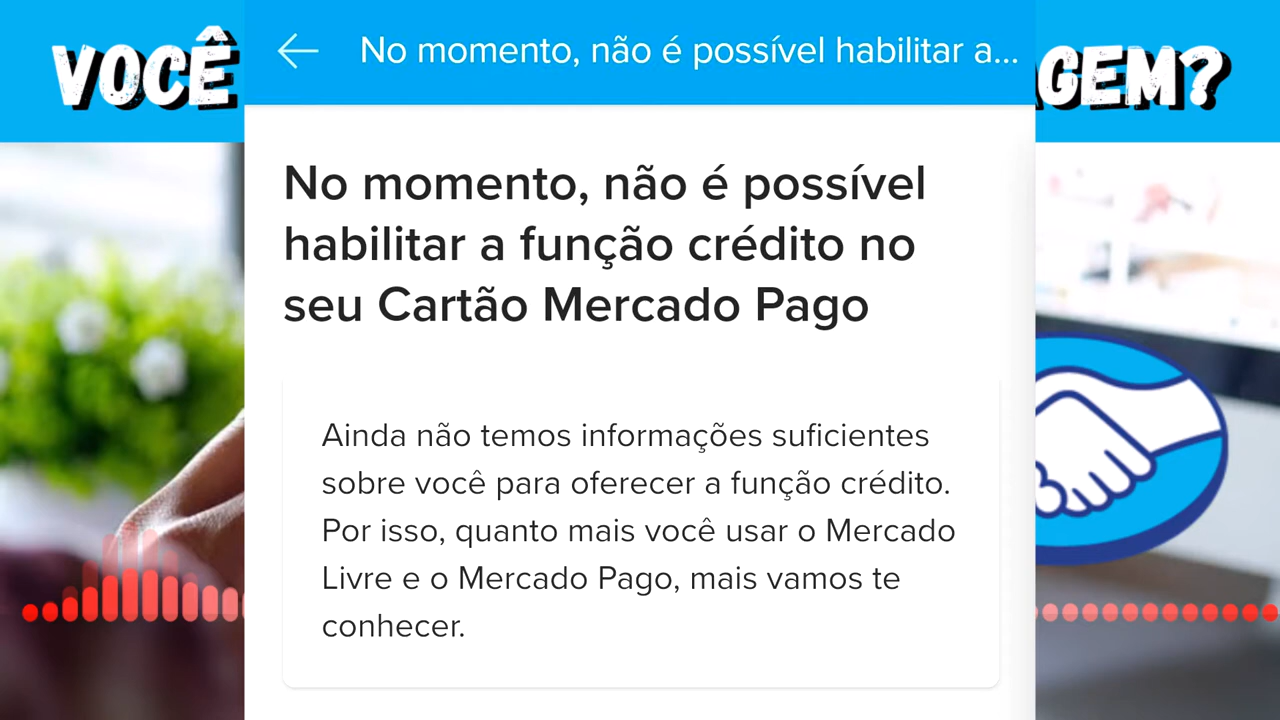 VOCÊ
No momento, não é possível habilitar a...
GEM?
No momento, não é possível
habilitar a função crédito no
seu Cartão Mercado Pago
Ainda não temos informações suficientes
sobre você para oferecer a função crédito.
Por isso, quanto mais você usar o Mercado
Livre e o Mercado Pago, mais vamos te
conhecer.